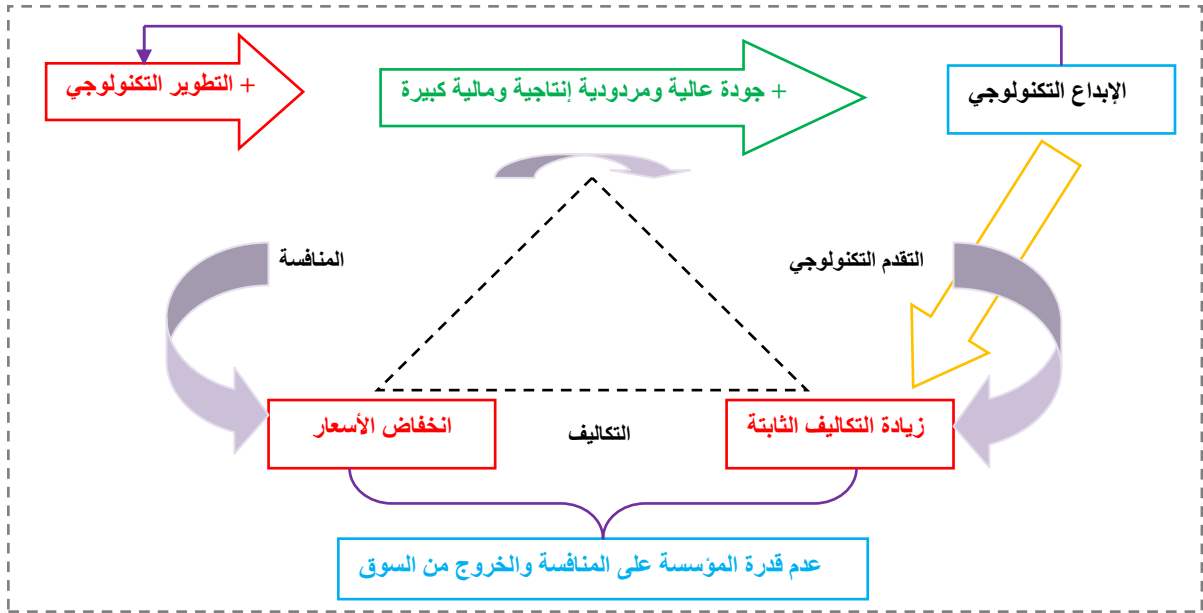 الإبداع التكنولوجي
+ جودة عالية ومردودية إنتاجية ومالية كبيرة
+ التطوير التكنولوجي
التقدم التكنولوجي
المنافسة
زيادة التكاليف الثابتة
التكاليف
انخفاض الأسعار
عدم قدرة المؤسسة على المنافسة والخروج من السوق